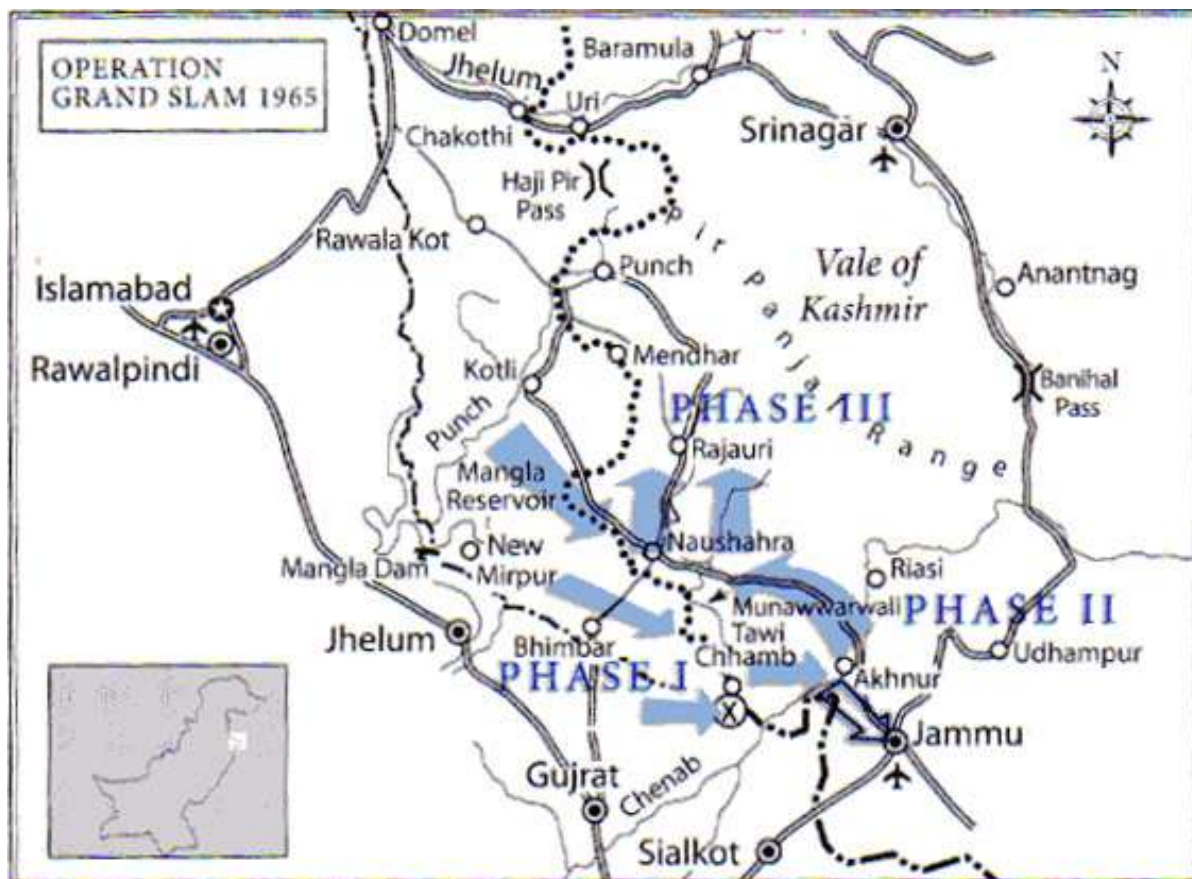 OPERATION
GRAND SLAM 1965
Domel
Baramula
Jhelum
Uri
N
Chakothi
Srinagar
Haji Pir
Pass
Rawala Kot
Pir Panjal Range
Punch
Vale of
Kashmir
Anantnag
Islamabad
Rawalpindi
Mendhar
Kotli
Banihal
Pass
PHASE III
Punch
Rajauri
Mangla
Reservoir
New
Mirpur
Naushahra
Mangla Dam
Riasi
Munawwarwali
Tawi
PHASE II
Jhelum
Bhimbar
Chhamb
Udhampur
PHASE I
Akhnur
X
Jammu
Gujrat
Chenab
Sialkot